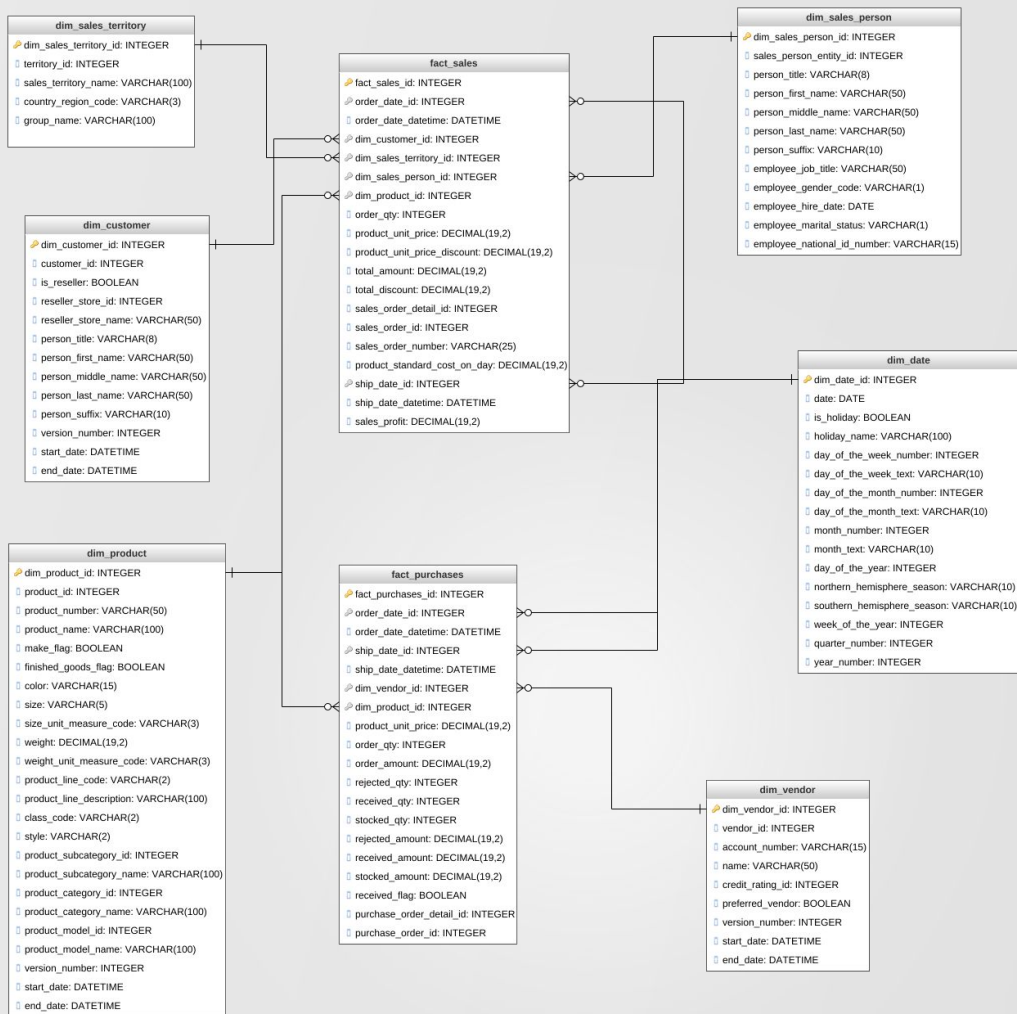 dim_sales_territory
dim_sales_territory_id: INTEGER
territory_id: INTEGER
sales_territory_name: VARCHAR(100)
country_region_code: VARCHAR(3)
group_name: VARCHAR(100)
dim_customer
dim_customer_id: INTEGER
customer_id: INTEGER
is_reseller: BOOLEAN
reseller_store_id: INTEGER
reseller_store_name: VARCHAR(50)
person_title: VARCHAR(8)
person_first_name: VARCHAR(50)
person_middle_name: VARCHAR(50)
person_last_name: VARCHAR(50)
person_suffix: VARCHAR(10)
version_number: INTEGER
start_date: DATETIME
end_date: DATETIME
dim_product
dim_product_id: INTEGER
product_id: INTEGER
product_number: VARCHAR(50)
product_name: VARCHAR(100)
make_flag: BOOLEAN
finished_goods_flag: BOOLEAN
color: VARCHAR(15)
size: VARCHAR(5)
size_unit_measure_code: VARCHAR(3)
weight: DECIMAL(19,2)
weight_unit_measure_code: VARCHAR(3)
product_line_code: VARCHAR(2)
product_line_description: VARCHAR(100)
class_code: VARCHAR(2)
style: VARCHAR(2)
product_subcategory_id: INTEGER
product_subcategory_name: VARCHAR(100)
product_category_id: INTEGER
product_category_name: VARCHAR(100)
product_model_id: INTEGER
product_model_name: VARCHAR(100)
version_number: INTEGER
start_date: DATETIME
end_date: DATETIME
fact_sales
fact_sales_id: INTEGER
order_date_id: INTEGER
order_date_datetime: DATETIME
dim_customer_id: INTEGER
dim_sales_territory_id: INTEGER
dim_sales_person_id: INTEGER
dim_product_id: INTEGER
order_qty: INTEGER
product_unit_price: DECIMAL(19,2)
product_unit_price_discount: DECIMAL(19,2)
total_amount: DECIMAL(19,2)
total_discount: DECIMAL(19,2)
sales_order_detail_id: INTEGER
sales_order_id: INTEGER
sales_order_number: VARCHAR(25)
product_standard_cost_on_day: DECIMAL(19,2)
ship_date_id: INTEGER
ship_date_datetime: DATETIME
sales_profit: DECIMAL(19,2)
fact_purchases
fact_purchases_id: INTEGER
order_date_id: INTEGER
order_date_datetime: DATETIME
ship_date_id: INTEGER
ship_date_datetime: DATETIME
dim_vendor_id: INTEGER
dim_product_id: INTEGER
product_unit_price: DECIMAL(19,2)
order_qty: INTEGER
order_amount: DECIMAL(19,2)
rejected_qty: INTEGER
received_qty: INTEGER
stocked_qty: INTEGER
rejected_amount: DECIMAL(19,2)
received_amount: DECIMAL(19,2)
stocked_amount: DECIMAL(19,2)
received_flag: BOOLEAN
purchase_order_detail_id: INTEGER
purchase_order_id: INTEGER
dim_sales_person
dim_sales_person_id: INTEGER
sales_person_entity_id: INTEGER
person_title: VARCHAR(8)
person_first_name: VARCHAR(50)
person_middle_name: VARCHAR(50)
person_last_name: VARCHAR(50)
person_suffix: VARCHAR(10)
employee_job_title: VARCHAR(50)
employee_gender_code: VARCHAR(1)
employee_hire_date: DATE
employee_marital_status: VARCHAR(1)
employee_national_id_number: VARCHAR(15)
dim_date
dim_date_id: INTEGER
date: DATE
is_holiday: BOOLEAN
holiday_name: VARCHAR(100)
day_of_the_week_number: INTEGER
day_of_the_week_text: VARCHAR(10)
day_of_the_month_number: INTEGER
day_of_the_month_text: VARCHAR(10)
month_number: INTEGER
month_text: VARCHAR(10)
day_of_the_year: INTEGER
northern_hemisphere_season: VARCHAR(10)
southern_hemisphere_season: VARCHAR(10)
week_of_the_year: INTEGER
quarter_number: INTEGER
year_number: INTEGER
dim_vendor
dim_vendor_id: INTEGER
vendor_id: INTEGER
account_number: VARCHAR(15)
name: VARCHAR(50)
credit_rating_id: INTEGER
preferred_vendor: BOOLEAN
version_number: INTEGER
start_date: DATETIME
end_date: DATETIME